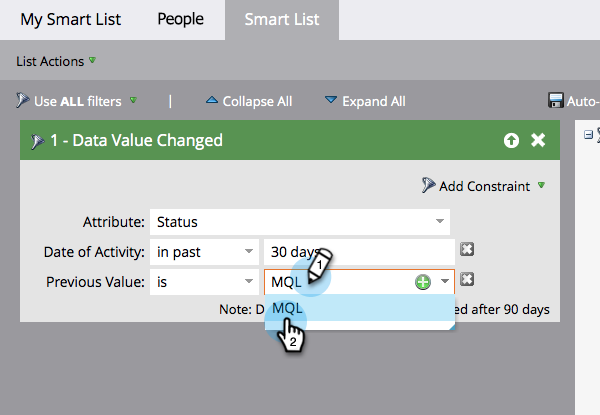 My Smart List People Smart List
List Actions
Use ALL filters | Collapse All Expand All Auto-
1 - Data Value Changed
Add Constraint
Attribute: Status
Date of Activity: in past 30 days
Previous Value: is MQL
1
MQL
Note: D ed after 90 days
2